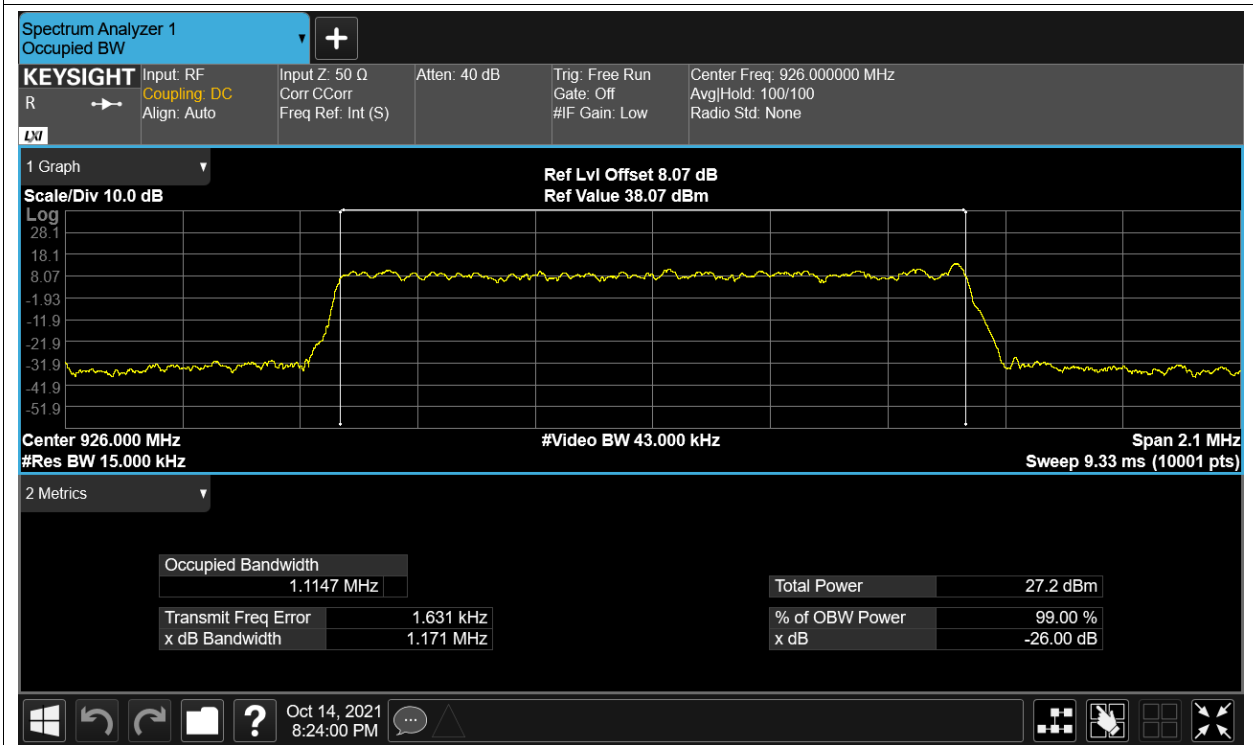 Spectrum Analyzer 1
Occupied BW
KEYSIGHT Input: RF Input Z: 50 Ω Atten: 40 dB Trig: Free Run Center Freq: 926.000000 MHz
R Coupling: DC Corr CCorr Gate: Off Avg|Hold: 100/100
Align: Auto Freq Ref: Int (S) #IF Gain: Low Radio Std: None
LXI
1 Graph
Ref Lvl Offset 8.07 dB
Scale/Div 10.0 dB Ref Value 38.07 dBm
Log
28.1
18.1
8.07
-1.93
-11.9
-21.9
-31.9
-41.9
-51.9
Center 926.000 MHz #Video BW 43.000 kHz Span 2.1 MHz
#Res BW 15.000 kHz Sweep 9.33 ms (10001 pts)
2 Metrics
Occupied Bandwidth
1.1147 MHz Total Power 27.2 dBm
Transmit Freq Error 1.631 kHz % of OBW Power 99.00 %
x dB Bandwidth 1.171 MHz x dB -26.00 dB
? Oct 14, 2021
8:24:00 PM